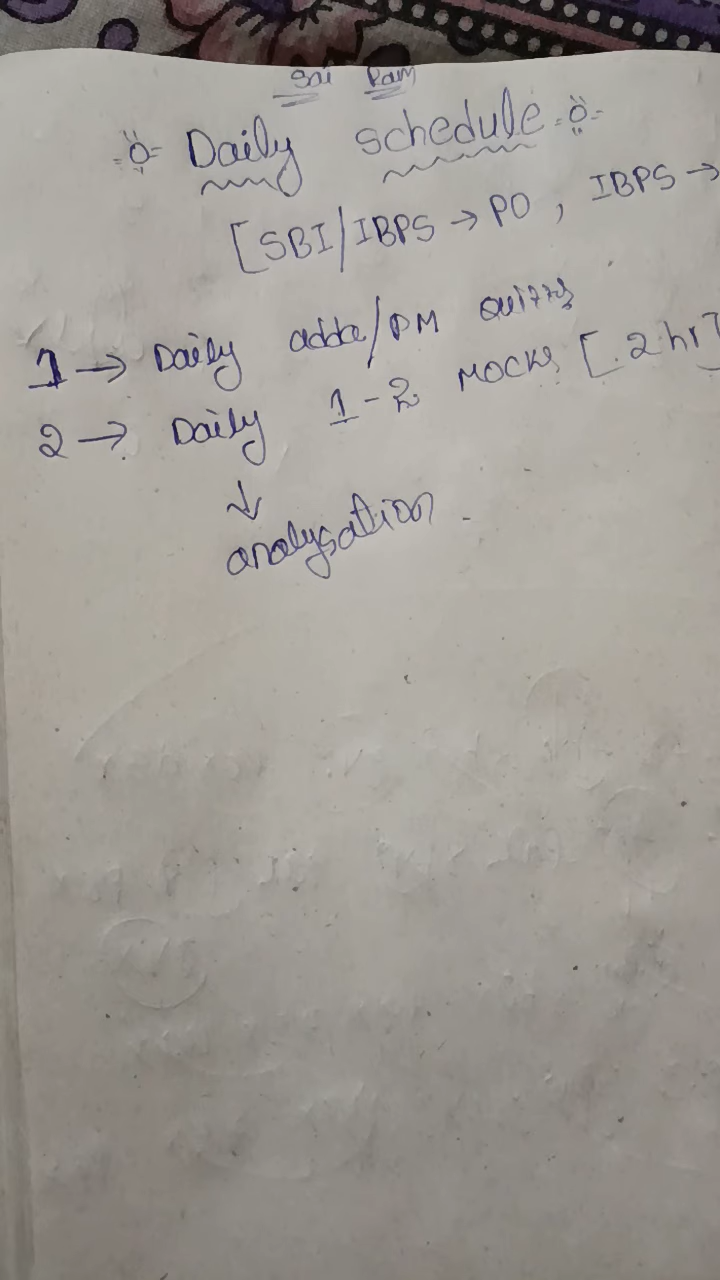 Sai Ram
Daily schedule
[SBI/IBPS → PO , IBPS →
1 → Daily adda/PM quizzs
2 → Daily 1-2 mocks [2 hr]
↓
analysation.